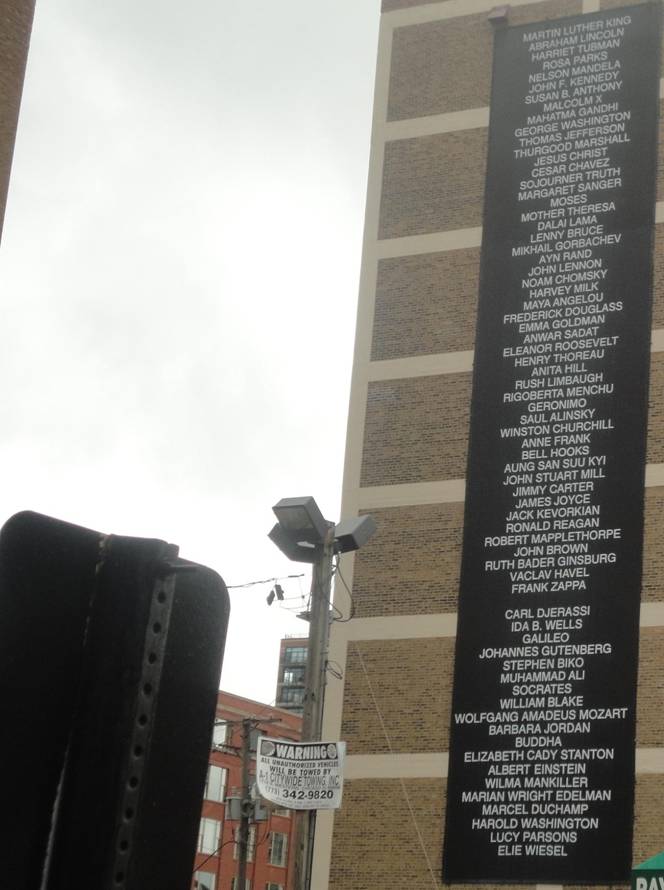 MARTIN LUTHER KING
ABRAHAM LINCOLN
HARRIET TUBMAN
ROSA PARKS
NELSON MANDELA
JOHN F. KENNEDY
SUSAN B. ANTHONY
MALCOLM X
MAHATMA GANDHI
GEORGE WASHINGTON
THOMAS JEFFERSON
THURGOOD MARSHALL
JESUS CHRIST
CESAR CHAVEZ
SOJOURNER TRUTH
MARGARET SANGER
MOSES
MOTHER THERESA
DALAI LAMA
LENNY BRUCE
MIKHAIL GORBACHEV
AYN RAND
JOHN LENNON
NOAM CHOMSKY
HARVEY MILK
MAYA ANGELOU
FREDERICK DOUGLASS
EMMA GOLDMAN
ANWAR SADAT
ELEANOR ROOSEVELT
HENRY THOREAU
ANITA HILL
RUSH LIMBAUGH
RIGOBERTA MENCHU
GERONIMO
SAUL ALINSKY
WINSTON CHURCHILL
ANNE FRANK
BELL HOOKS
AUNG SAN SUU KYI
JOHN STUART MILL
JIMMY CARTER
JAMES JOYCE
JACK KEVORKIAN
RONALD REAGAN
ROBERT MAPPLETHORPE
JOHN BROWN
RUTH BADER GINSBURG
VACLAV HAVEL
FRANK ZAPPA
CARL DJERASSI
IDA B. WELLS
GALILEO
JOHANNES GUTENBERG
STEPHEN BIKO
MUHAMMAD ALI
SOCRATES
WILLIAM BLAKE
WOLFGANG AMADEUS MOZART
BARBARA JORDAN
BUDDHA
ELIZABETH CADY STANTON
ALBERT EINSTEIN
WILMA MANKILLER
MARIAN WRIGHT EDELMAN
MARCEL DUCHAMP
HAROLD WASHINGTON
LUCY PARSONS
ELIE WIESEL
WARNING
ALL UNAUTHORIZED VEHICLES
WILL BE TOWED BY
A-1 CITYWIDE TOWING, INC.
(773) 342-9820